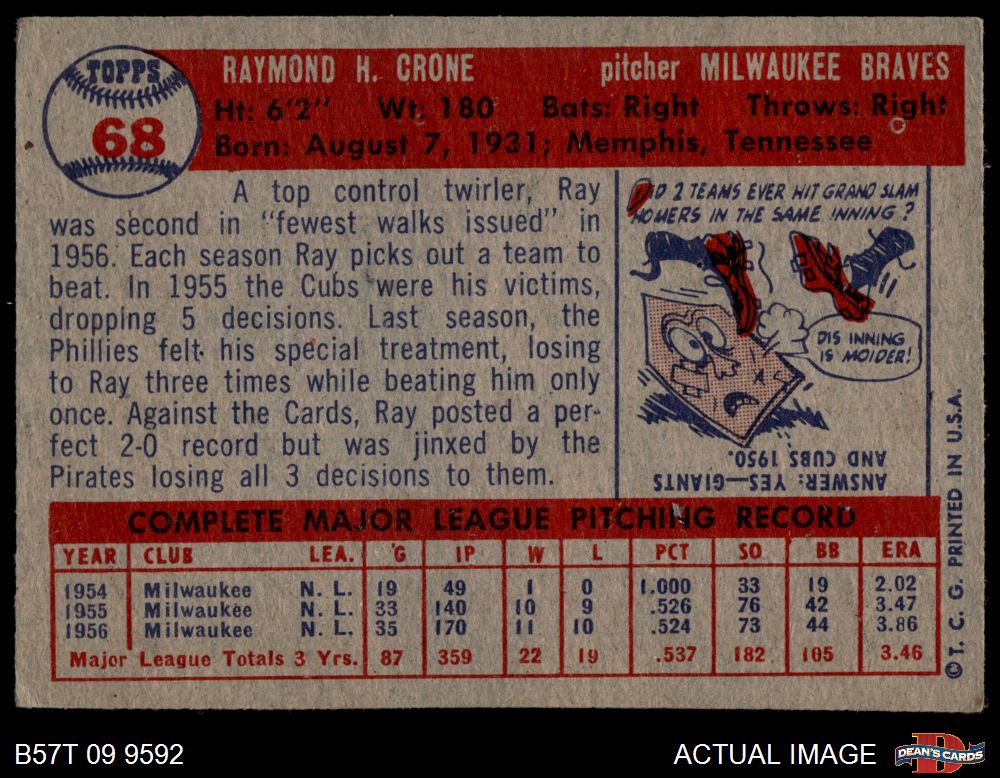 TOPPS
68
RAYMOND H. CRONE pitcher MILWAUKEE BRAVES
Ht: 6'2" Wt: 180 Bats: Right Throws: Right
Born: August 7, 1931; Memphis, Tennessee
A top control twirler, Ray
was second in "fewest walks issued" in
1956. Each season Ray picks out a team to
beat. In 1955 the Cubs were his victims,
dropping 5 decisions. Last season, the
Phillies felt his special treatment, losing
to Ray three times while beating him only
once. Against the Cards, Ray posted a per-
fect 2-0 record but was jinxed by the
Pirates losing all 3 decisions to them.
DID 2 TEAMS EVER HIT GRAND SLAM
HOMERS IN THE SAME INNING?
DIS INNING
IS MOIDER!
ANSWER: YES—GIANTS
AND CUBS 1950.
COMPLETE MAJOR LEAGUE PITCHING RECORD
YEAR CLUB LEA. G IP W L PCT SO BB ERA
1954 Milwaukee N. L. 19 49 1 0 1.000 33 19 2.02
1955 Milwaukee N. L. 33 140 10 9 .526 76 42 3.47
1956 Milwaukee N. L. 35 170 11 10 .524 73 44 3.86
Major League Totals 3 Yrs. 87 359 22 19 .537 182 105 3.46
© T. C. G. PRINTED IN U.S.A.
B57T 09 9592
ACTUAL IMAGE
DEAN'S CARDS